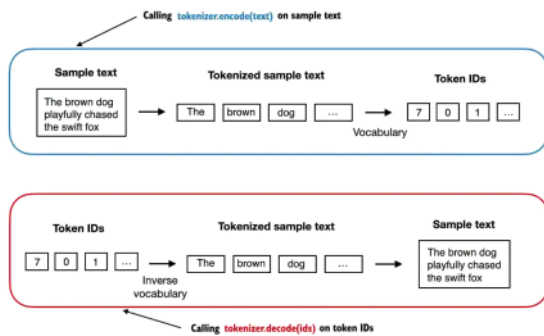 Calling tokenizer.encode(text) on sample text
Sample text
Tokenized sample text
Token IDs
The brown dog
playfully chased
the swift fox
The
brown
dog
...
Vocabulary
7
0
1
...
Token IDs
Tokenized sample text
Sample text
7
0
1
...
Inverse
vocabulary
The
brown
dog
...
The brown dog
playfully chased
the swift fox
Calling tokenizer.decode(ids) on token IDs